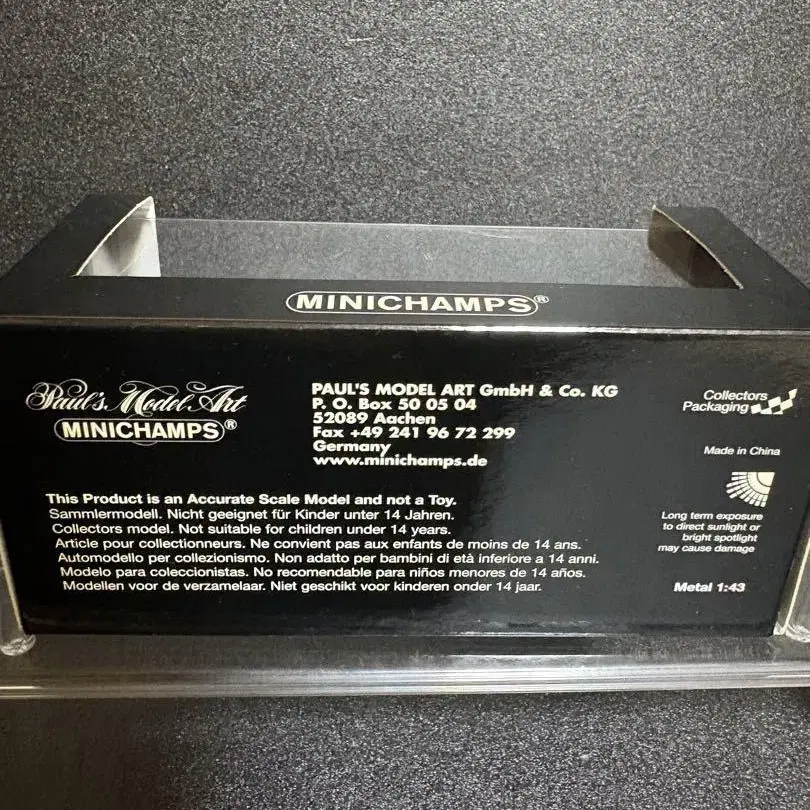 MINICHAMPS®
Paul's Model Art
MINICHAMPS®
PAUL'S MODEL ART GmbH & Co. KG
P. O. Box 50 05 04
52089 Aachen
Fax +49 241 96 72 299
Germany
www.minichamps.de
Collectors
Packaging
Made in China
Long term exposure
to direct sunlight or
bright spotlight
may cause damage
Metal 1:43
This Product is an Accurate Scale Model and not a Toy.
Sammlermodell. Nicht geeignet für Kinder unter 14 Jahren.
Collectors model. Not suitable for children under 14 years.
Article pour collectionneurs. Ne convient pas aux enfants de moins de 14 ans.
Automodello per collezionismo. Non adatto per bambini di età inferiore a 14 anni.
Modelo para coleccionistas. No recomendable para niños menores de 14 años.
Modellen voor de verzamelaar. Niet geschikt voor kinderen onder 14 jaar.